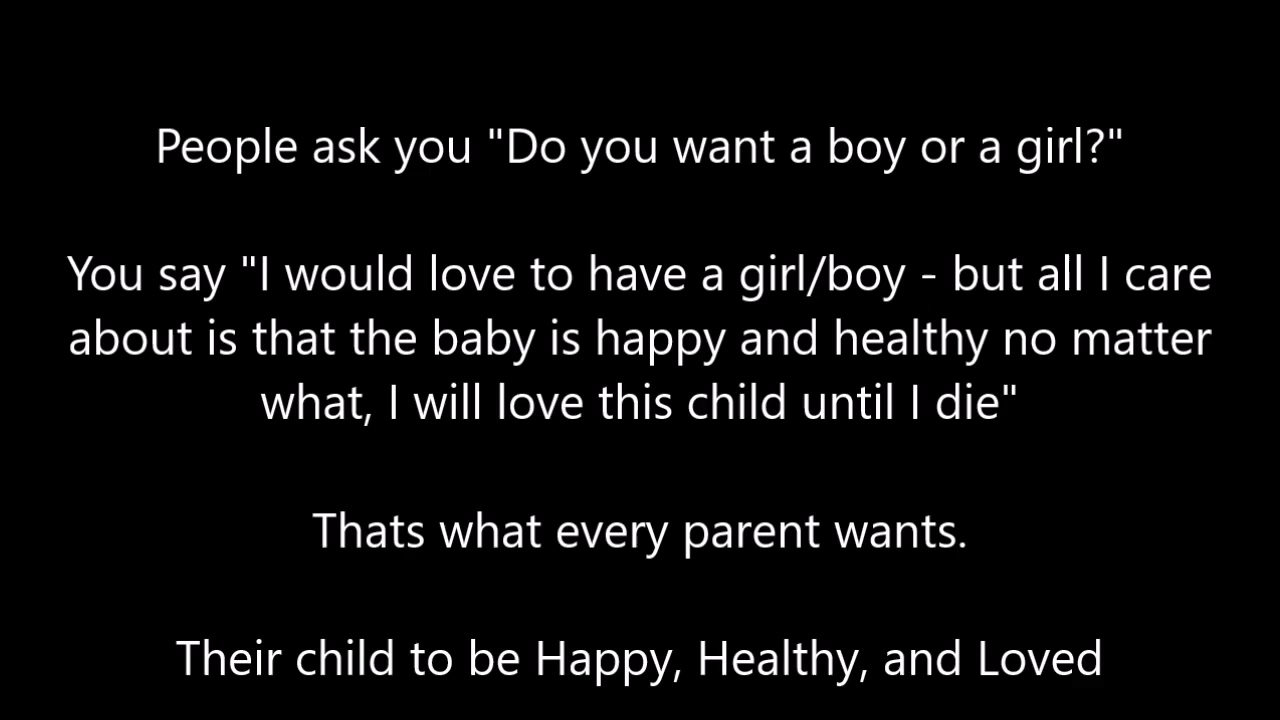 People ask you "Do you want a boy or a girl?"
You say "I would love to have a girl/boy - but all I care
about is that the baby is happy and healthy no matter
what, I will love this child until I die"
Thats what every parent wants.
Their child to be Happy, Healthy, and Loved